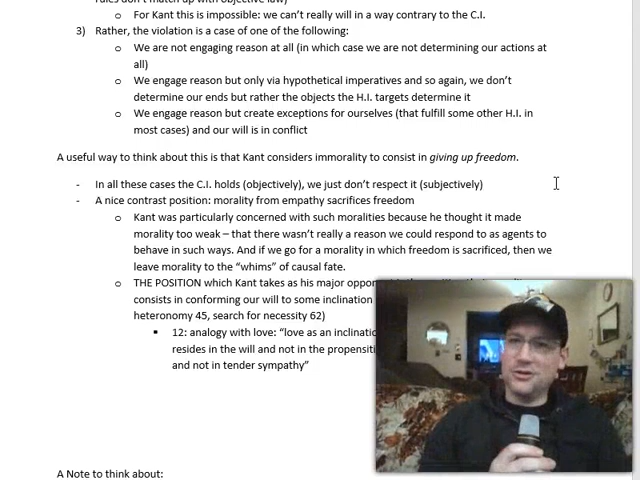 rules don't match up with objective law)
o For Kant this is impossible: we can't really will in a way contrary to the C.I.
3) Rather, the violation is a case of one of the following:
o We are not engaging reason at all (in which case we are not determining our actions at
all)
o We engage reason but only via hypothetical imperatives and so again, we don't
determine our ends but rather the objects the H.I. targets determine it
o We engage reason but create exceptions for ourselves (that fulfill some other H.I. in
most cases) and our will is in conflict
A useful way to think about this is that Kant considers immorality to consist in giving up freedom.
- In all these cases the C.I. holds (objectively), we just don't respect it (subjectively)
- A nice contrast position: morality from empathy sacrifices freedom
o Kant was particularly concerned with such moralities because he thought it made
morality too weak – that there wasn't really a reason we could respond to as agents to
behave in such ways. And if we go for a morality in which freedom is sacrificed, then we
leave morality to the "whims" of causal fate.
o THE POSITION which Kant takes as his major
consists in conforming our will to some inclination
heteronomy 45, search for necessity 62)
▪ 12: analogy with love: "love as an
resides in the will and not in the
and not in tender sympathy"
A Note to think about: